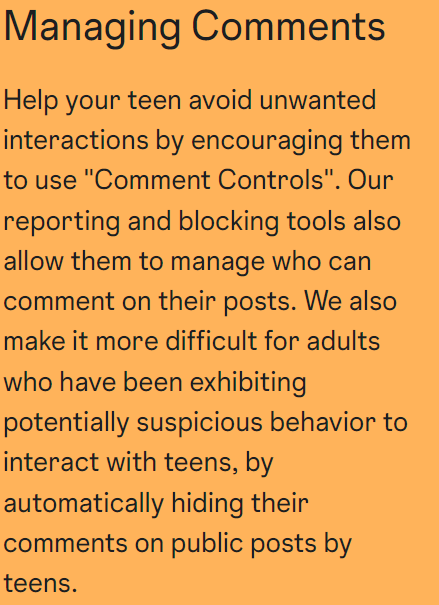 Managing Comments
Help your teen avoid unwanted
interactions by encouraging them
to use "Comment Controls". Our
reporting and blocking tools also
allow them to manage who can
comment on their posts. We also
make it more difficult for adults
who have been exhibiting
potentially suspicious behavior to
interact with teens, by
automatically hiding their
comments on public posts by
teens.